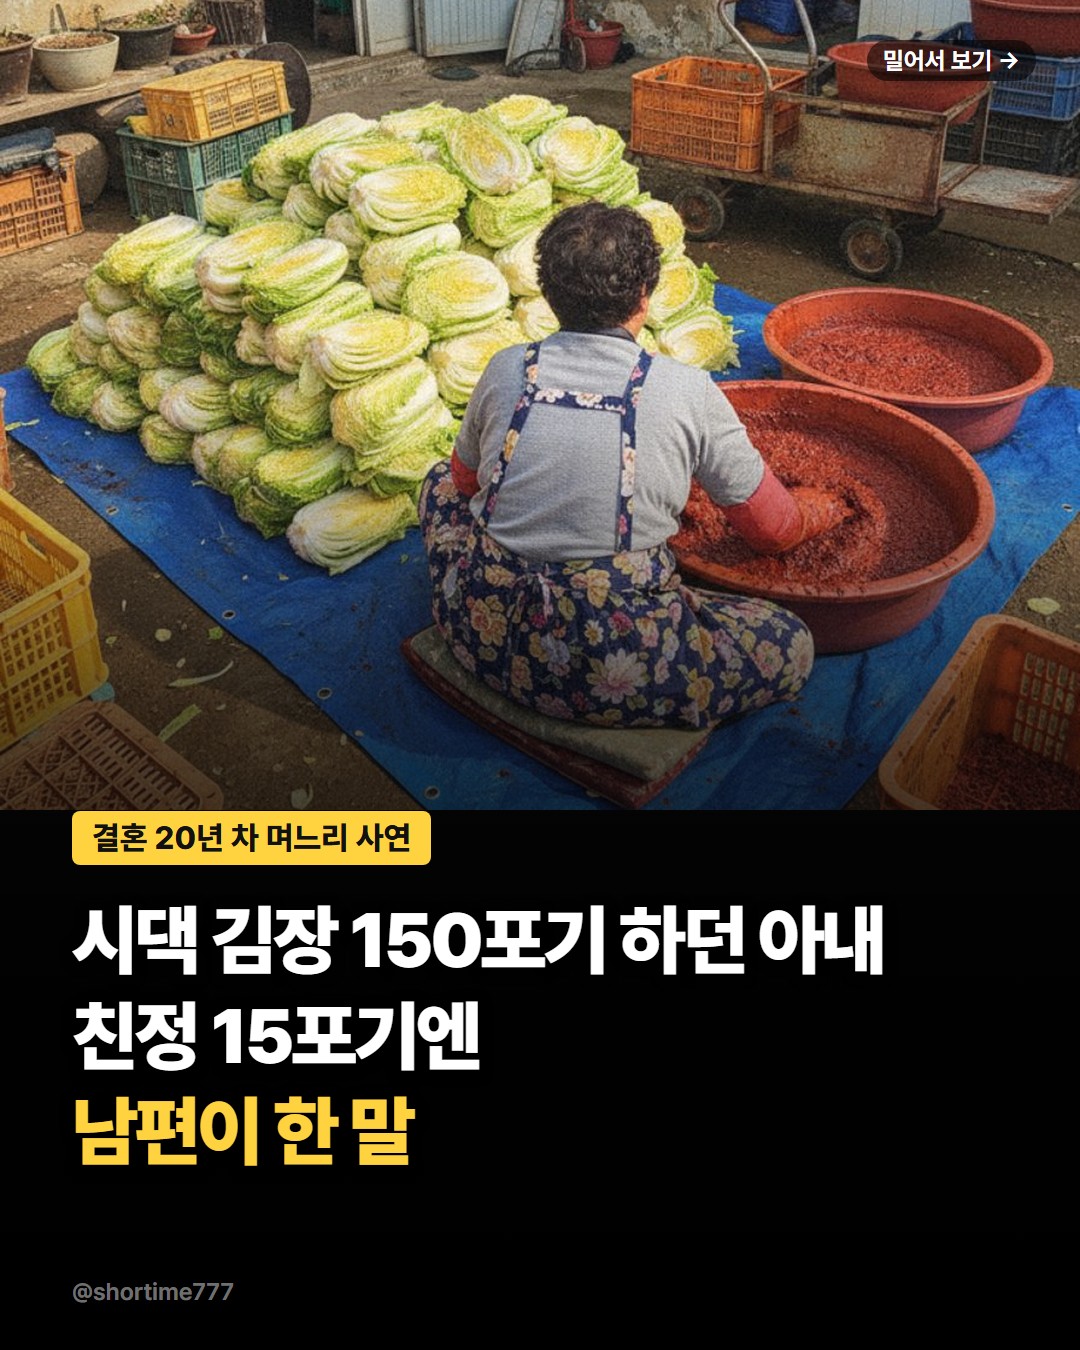 밀어서 보기 →
결혼 20년 차 며느리 사연
시댁 김장 150포기 하던 아내
친정 15포기엔
남편이 한 말
@shortime777